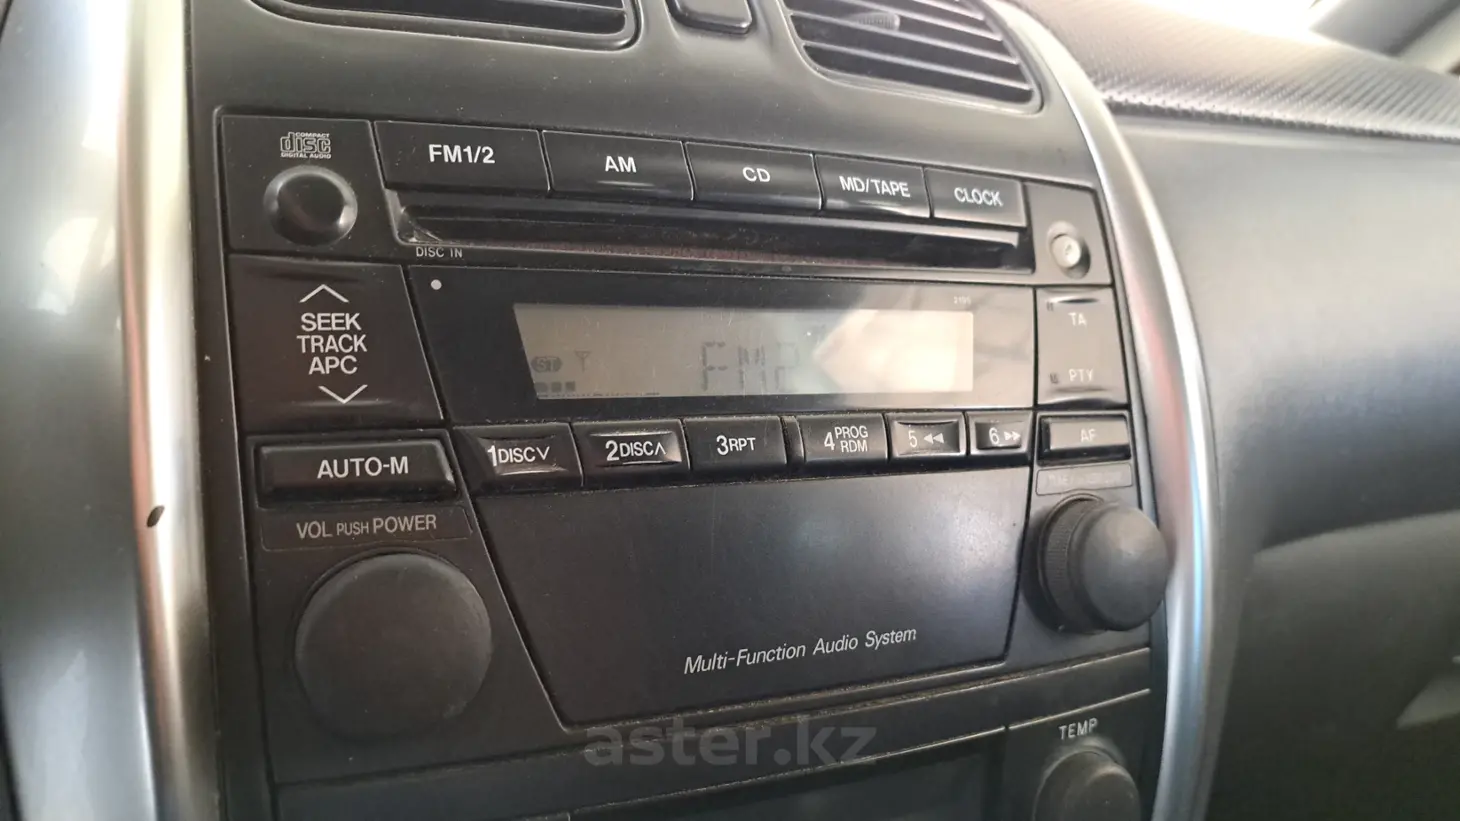 COMPACT
disc
DIGITAL AUDIO
FM1/2
AM
CD
MD/TAPE
CLOCK
DISC IN
SEEK
TRACK
APC
TA
ST
FM2
PTY
1DISC
2DISC
3RPT
4PROG
RDM
5
6
AF
AUTO-M
VOL PUSH POWER
Multi-Function Audio System
aster.kz
TEMP